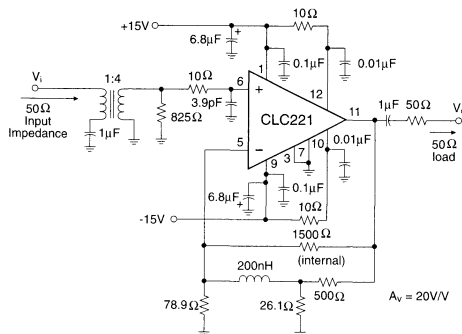 +15V
10Ω
6.8µF
+
0.1µF
0.01µF
1:4
Vi
10Ω
1
12
6
+
50Ω
Input
Impedance
1µF
825Ω
3.9pF
CLC221
11
1µF
50Ω
V
50Ω
load
5
−
3
7
10
9
0.01µF
0.1µF
6.8µF
+
10Ω
-15V
1500Ω
(internal)
200nH
500Ω
78.9Ω
26.1Ω
Av = 20V/V